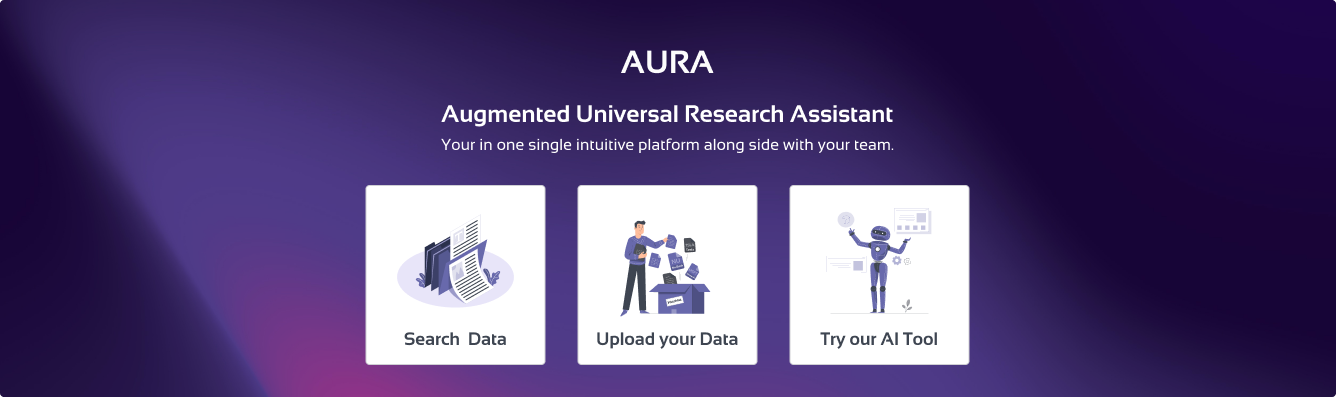 AURA
Augmented Universal Research Assistant
Your in one single intuitive platform along side with your team.
Search  Data
Upload your Data
Try our AI Tool